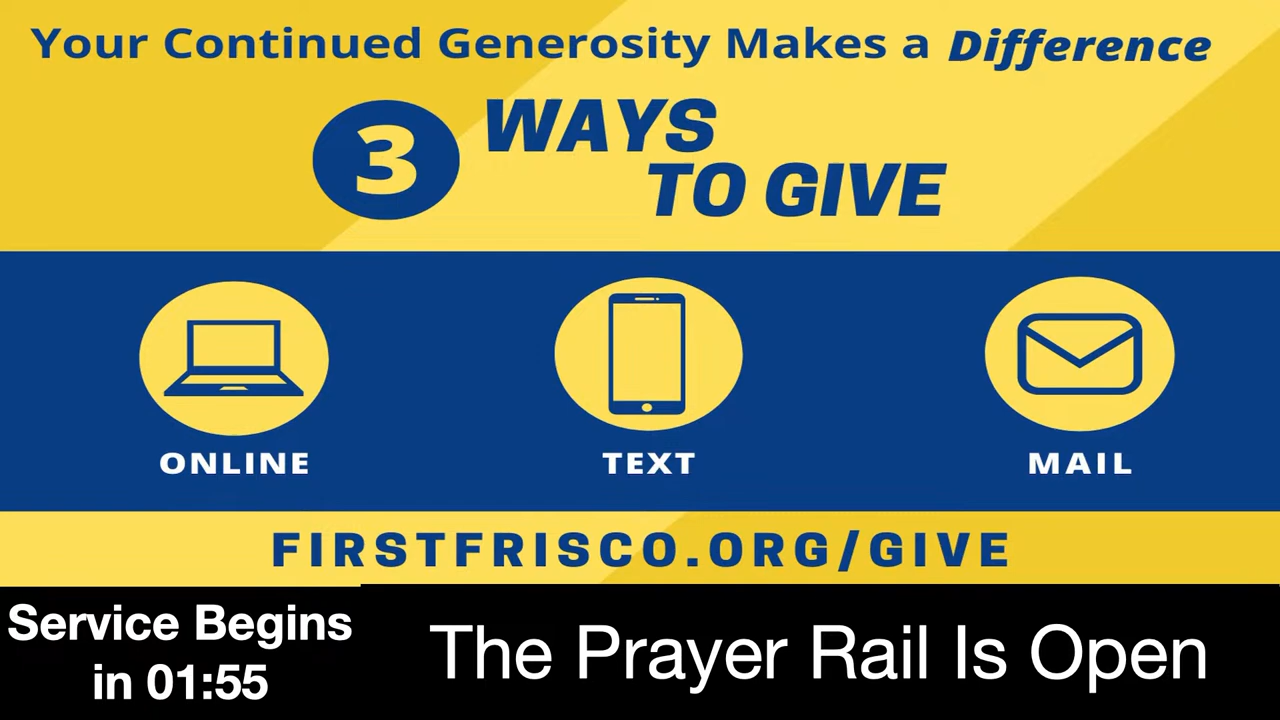 Your Continued Generosity Makes a Difference
3 WAYS
TO GIVE
ONLINE
TEXT
MAIL
FIRSTFRISCO.ORG/GIVE
Service Begins
in 01:55
The Prayer Rail Is Open